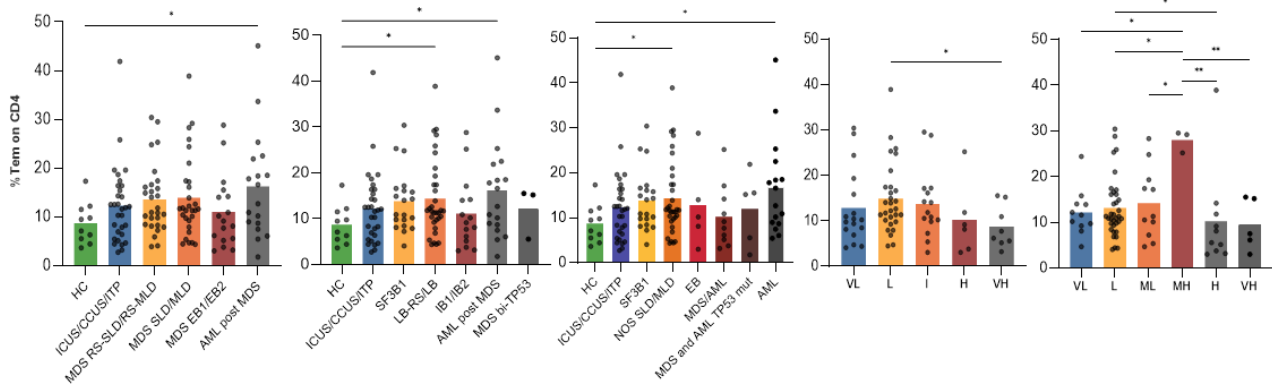 %Tem on CD4
50
40
30
20
10
0
*
HC
ICUS/CCUS/ITP
MDS RS-SLD/RS-MLD
MDS SLD/MLD
MDS EB1/EB2
AML post MDS
50
40
30
20
10
0
*
*
HC
ICUS/CCUS/ITP
SF3B1
LB-RS/LB
IB1/IB2
AML post MDS
MDS bi-TP53
50
40
30
20
10
0
*
*
HC
ICUS/CCUS/ITP
SF3B1
NOS SLD/MLD
EB
MDS/AML
MDS and AML TP53 mut
AML
50
40
30
20
10
0
*
VL
L
I
H
VH
50
40
30
20
10
0
*
*
*
**
**
*
VL
L
ML
MH
H
VH